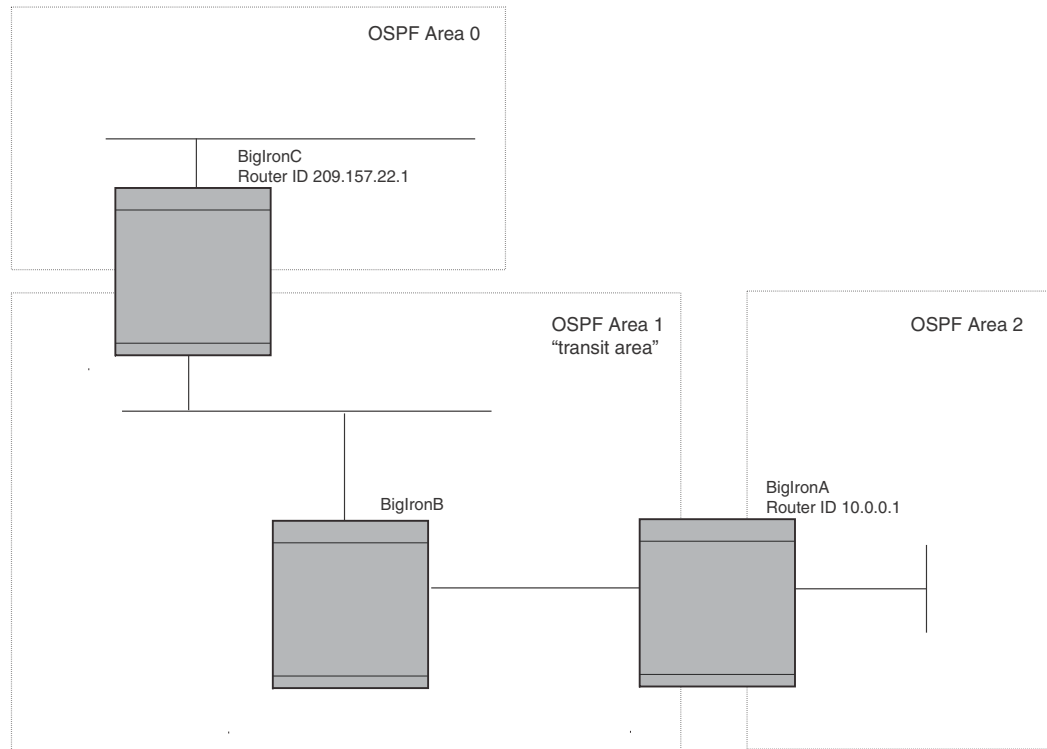 OSPF Area 0
BigIronC
Router ID 209.157.22.1
OSPF Area 1
“transit area”
OSPF Area 2
BigIronB
BigIronA
Router ID 10.0.0.1